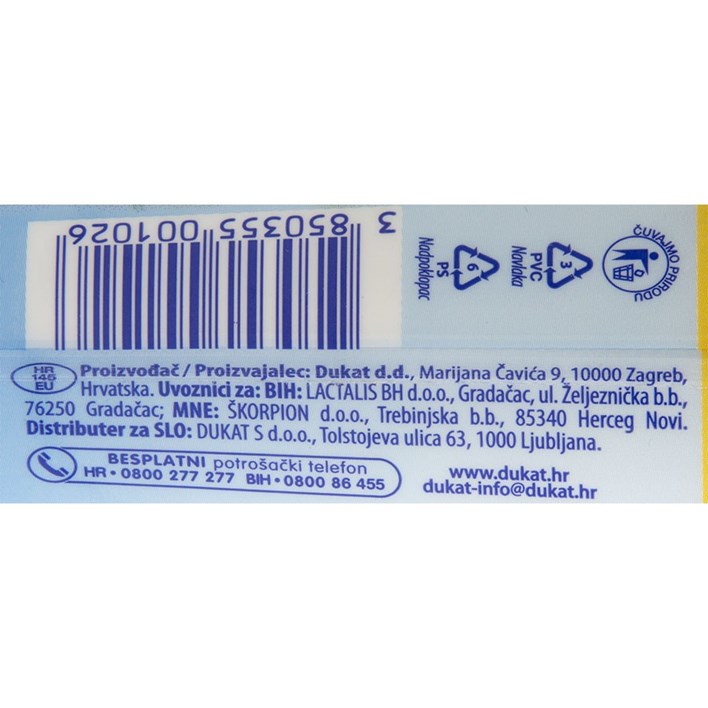 3 850355 001026
6
PS
Nadpoklopac
3
PVC
Navlaka
ČUVAJMO PRIRODU
HR
145
EU
Proizvođač / Proizvajalec: Dukat d.d., Marijana Čavića 9, 10000 Zagreb,
Hrvatska. Uvoznici za: BIH: LACTALIS BH d.o.o., Gradačac, ul. Željeznička b.b.,
76250 Gradačac; MNE: ŠKORPION d.o.o., Trebinjska b.b., 85340 Herceg Novi.
Distributer za SLO: DUKAT S d.o.o., Tolstojeva ulica 63, 1000 Ljubljana.
BESPLATNI potrošački telefon
HR • 0800 277 277 BIH • 0800 86 455
www.dukat.hr
dukat-info@dukat.hr